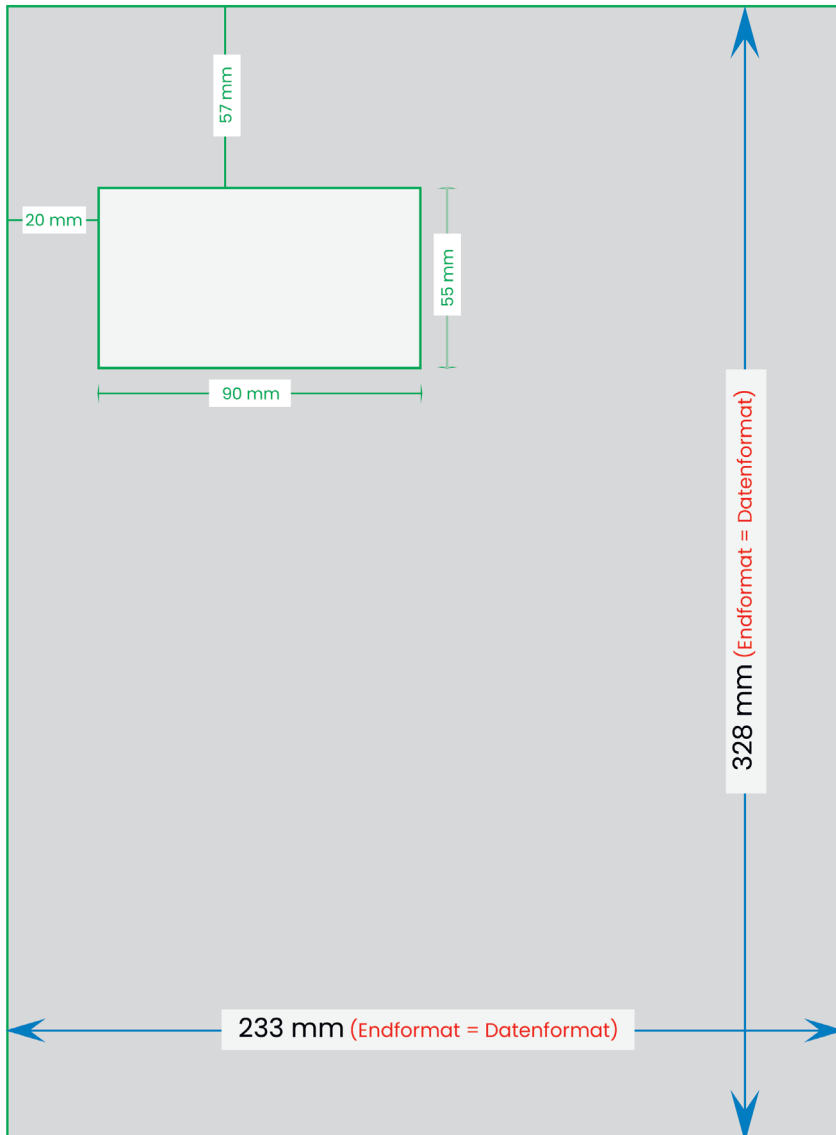 57 mm
20 mm
55 mm
90 mm
328 mm (Endformat = Datenformat)
233 mm (Endformat = Datenformat)